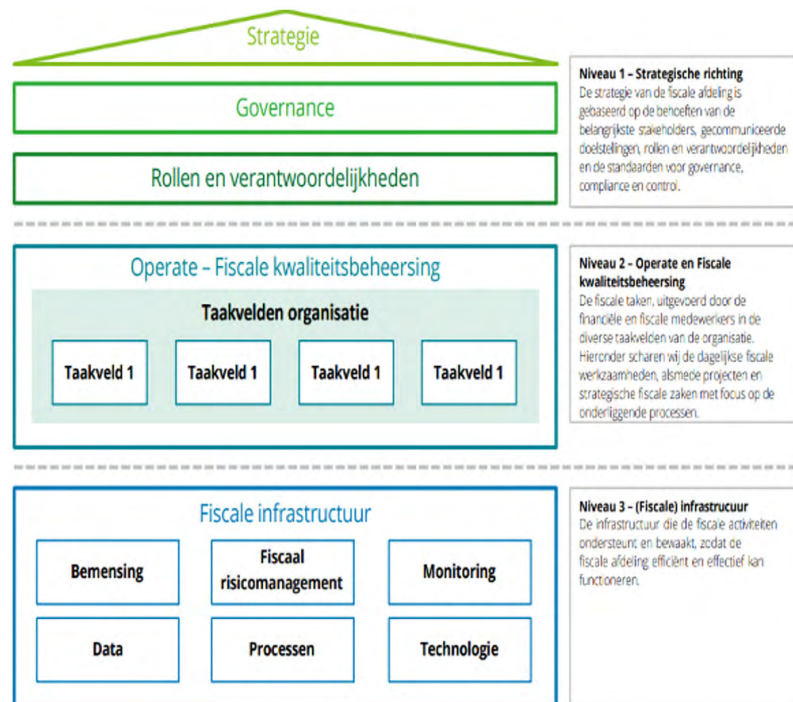 Strategie
Governance
Rollen en verantwoordelijkheden
Niveau 1 – Strategische richting
De strategie van de fiscale afdeling is
gebaseerd op de behoeften van de
belangrijkste stakeholders, gecommuniceerde
doelstellingen, rollen en verantwoordelijkheden
en de standaarden voor governance,
compliance en control.
Operate – Fiscale kwaliteitsbeheersing
Taakvelden organisatie
Taakveld 1
Taakveld 1
Taakveld 1
Taakveld 1
Niveau 2 – Operate en Fiscale
kwaliteitsbeheersing
De fiscale taken, uitgevoerd door de
financiële en fiscale medewerkers in de
diverse taakvelden van de organisatie.
Hieronder scharen wij de dagelijkse fiscale
werkzaamheden, alsmede projecten en
strategische fiscale zaken met focus op de
onderliggende processen.
Fiscale infrastructuur
Bemensing
Fiscaal
risicomanagement
Monitoring
Data
Processen
Technologie
Niveau 3 – (Fiscale) infrastrucuur
De infrastructuur die de fiscale activiteiten
ondersteunt en bewaakt, zodat de
fiscale afdeling efficiënt en effectief kan
functioneren.